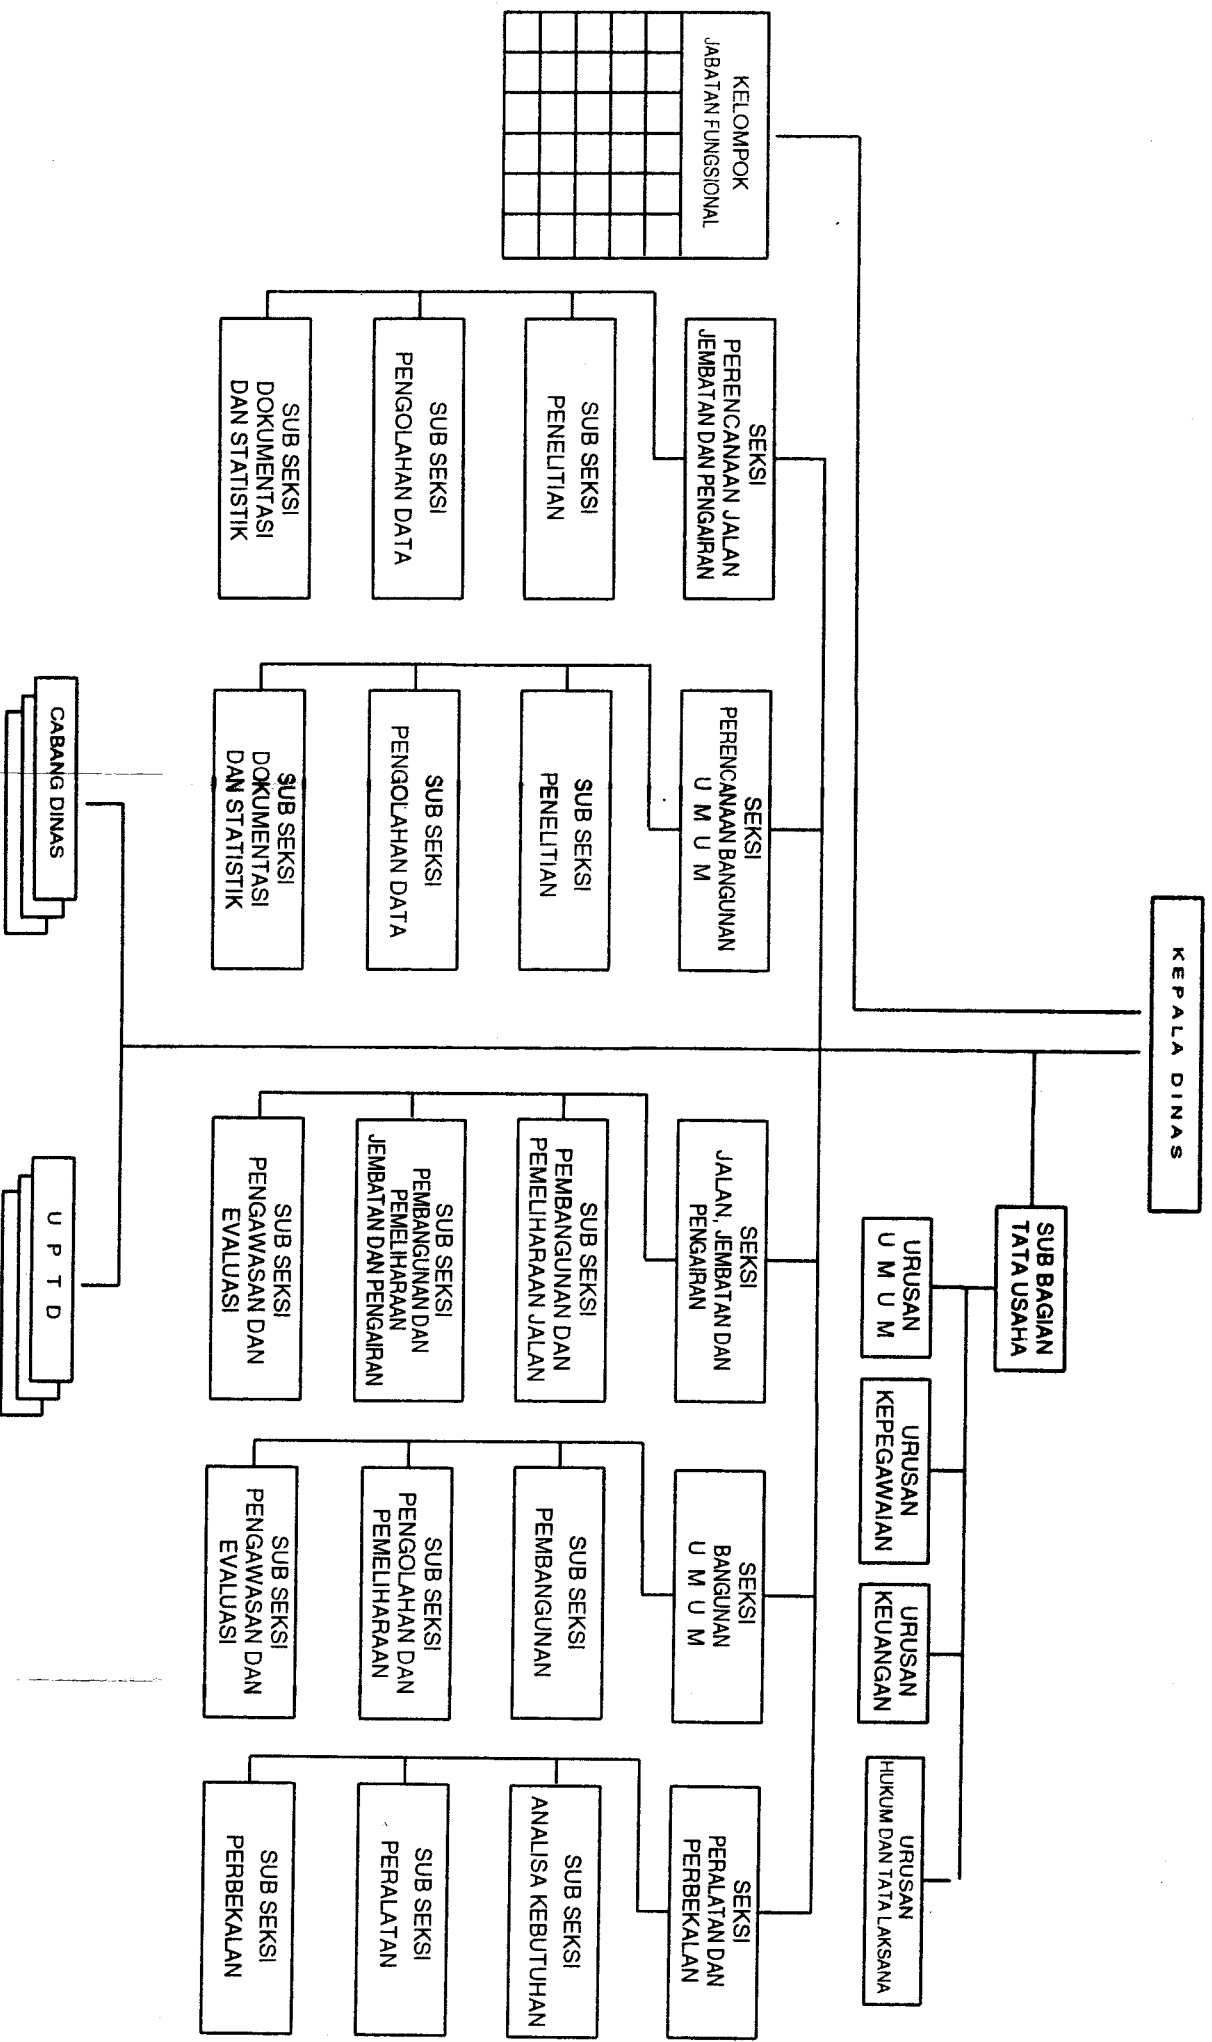 KEPALA DINAS
SUB BAGIAN
TATA USAHA
URUSAN
U M U M
URUSAN
KEPEGAWAIAN
URUSAN
KEUANGAN
URUSAN
HUKUM DAN TATA LAKSANA
KELOMPOK
JABATAN FUNGSIONAL
SEKSI
PERENCANAAN JALAN
JEMBATAN DAN PENGAIRAN
SUB SEKSI
PENELITIAN
SUB SEKSI
PENGOLAHAN DATA
SUB SEKSI
DOKUMENTASI
DAN STATISTIK
SEKSI
PERENCANAAN BANGUNAN
U M U M
SUB SEKSI
PENELITIAN
SUB SEKSI
PENGOLAHAN DATA
SUB SEKSI
DOKUMENTASI
DAN STATISTIK
SEKSI
JALAN, JEMBATAN DAN
PENGAIRAN
SUB SEKSI
PEMBANGUNAN DAN
PEMELIHARAAN JALAN
SUB SEKSI
PEMBANGUNAN DAN
PEMELIHARAAN
JEMBATAN DAN PENGAIRAN
SUB SEKSI
PENGAWASAN DAN
EVALUASI
SEKSI
BANGUNAN
U M U M
SUB SEKSI
PEMBANGUNAN
SUB SEKSI
PENGOLAHAN DAN
PEMELIHARAAN
SUB SEKSI
PENGAWASAN DAN
EVALUASI
SEKSI
PERALATAN DAN
PERBEKALAN
SUB SEKSI
ANALISA KEBUTUHAN
SUB SEKSI
PERALATAN
SUB SEKSI
PERBEKALAN
CABANG DINAS
U P T D